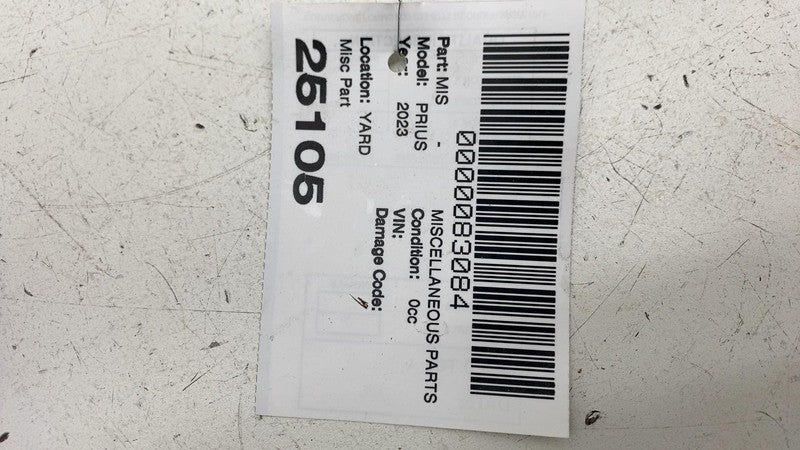 0000083084
Part: MIS - MISCELLANEOUS PARTS
Model: PRIUS Condition: 0cc
Year: 2023 VIN:
Damage Code:
Location: YARD
Misc Part
25105